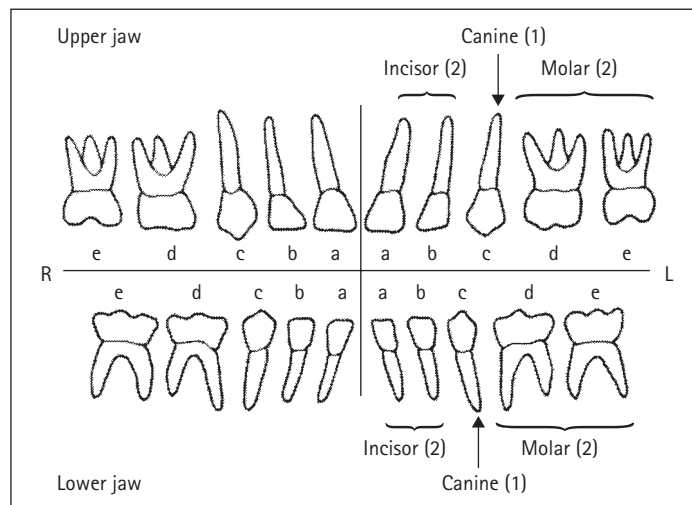 Upper jaw
Canine (1)
Incisor (2)
Molar (2)
e d c b a a b c d e
R L
e d c b a a b c d e
Incisor (2)
Molar (2)
Lower jaw
Canine (1)